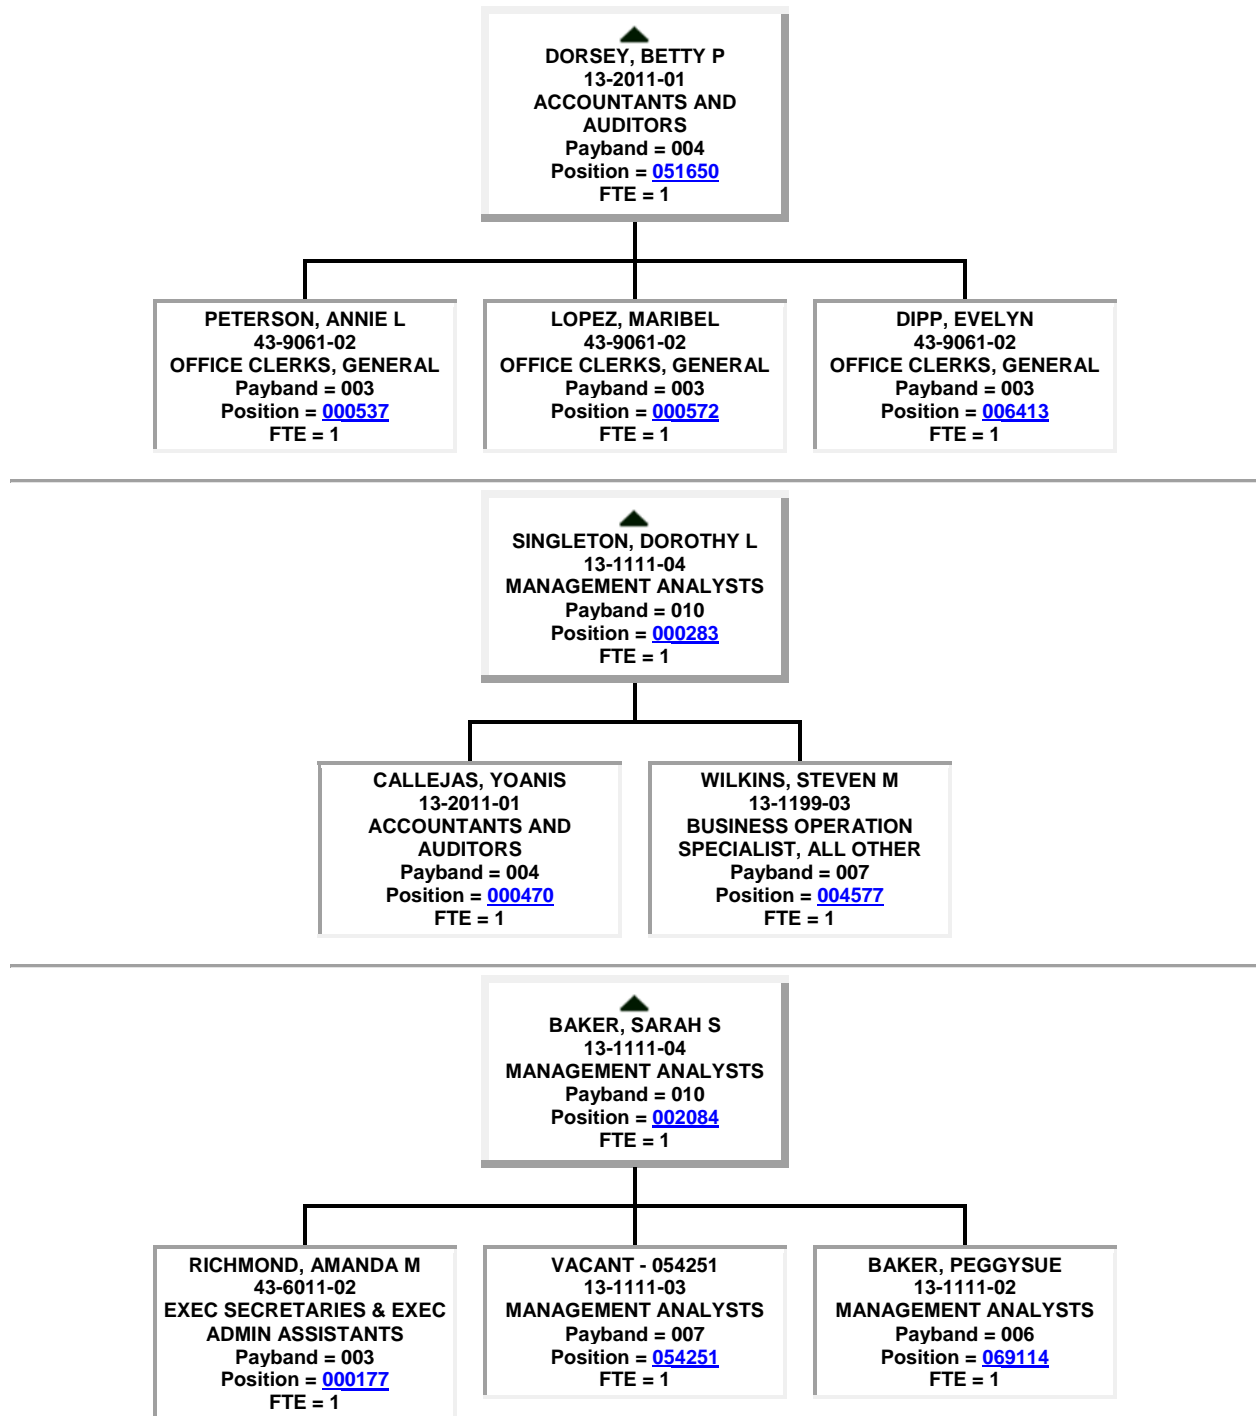 DORSEY, BETTY P
13-2011-01
ACCOUNTANTS AND
AUDITORS
Payband = 004
Position = 051650
FTE = 1
PETERSON, ANNIE L
43-9061-02
OFFICE CLERKS, GENERAL
Payband = 003
Position = 000537
FTE = 1
LOPEZ, MARIBEL
43-9061-02
OFFICE CLERKS, GENERAL
Payband = 003
Position = 000572
FTE = 1
DIPP, EVELYN
43-9061-02
OFFICE CLERKS, GENERAL
Payband = 003
Position = 006413
FTE = 1
SINGLETON, DOROTHY L
13-1111-04
MANAGEMENT ANALYSTS
Payband = 010
Position = 000283
FTE = 1
CALLEJAS, YOANIS
13-2011-01
ACCOUNTANTS AND
AUDITORS
Payband = 004
Position = 000470
FTE = 1
WILKINS, STEVEN M
13-1199-03
BUSINESS OPERATION
SPECIALIST, ALL OTHER
Payband = 007
Position = 004577
FTE = 1
BAKER, SARAH S
13-1111-04
MANAGEMENT ANALYSTS
Payband = 010
Position = 002084
FTE = 1
RICHMOND, AMANDA M
43-6011-02
EXEC SECRETARIES & EXEC
ADMIN ASSISTANTS
Payband = 003
Position = 000177
FTE = 1
VACANT - 054251
13-1111-03
MANAGEMENT ANALYSTS
Payband = 007
Position = 054251
FTE = 1
BAKER, PEGGYSUE
13-1111-02
MANAGEMENT ANALYSTS
Payband = 006
Position = 069114
FTE = 1